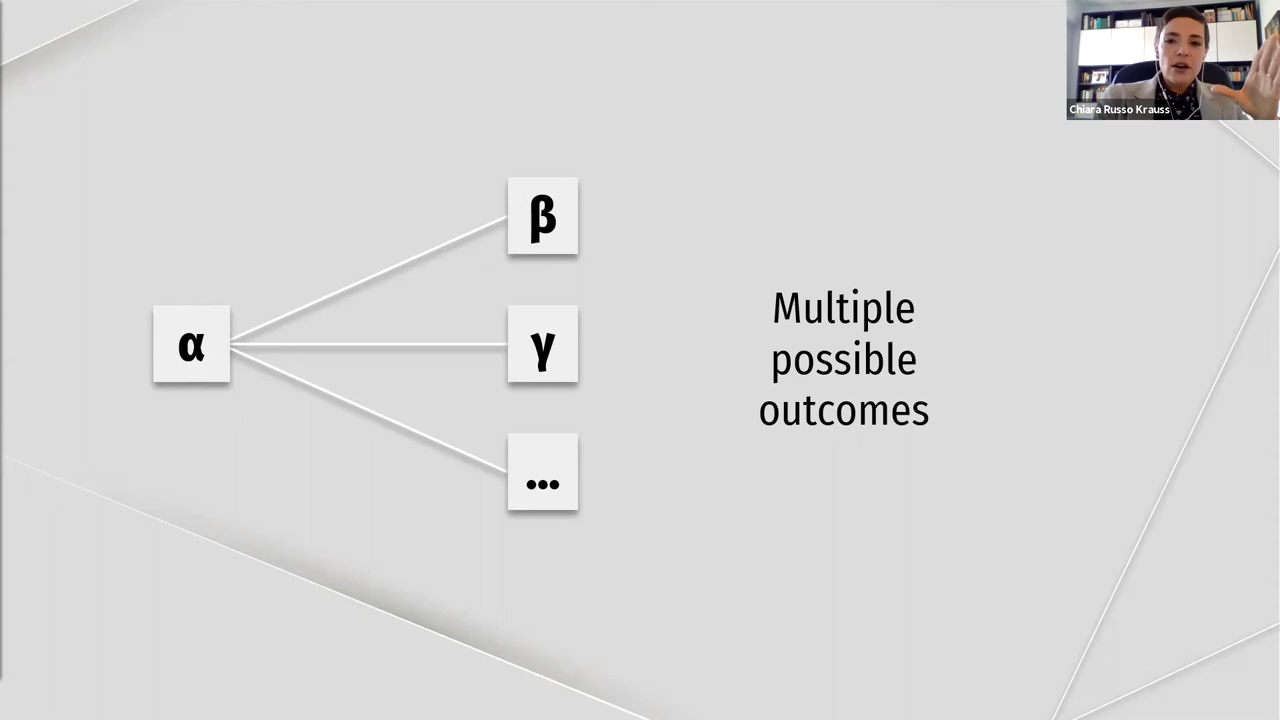 Chiara Russo Krauss
β
α
γ
...
Multiple
possible
outcomes